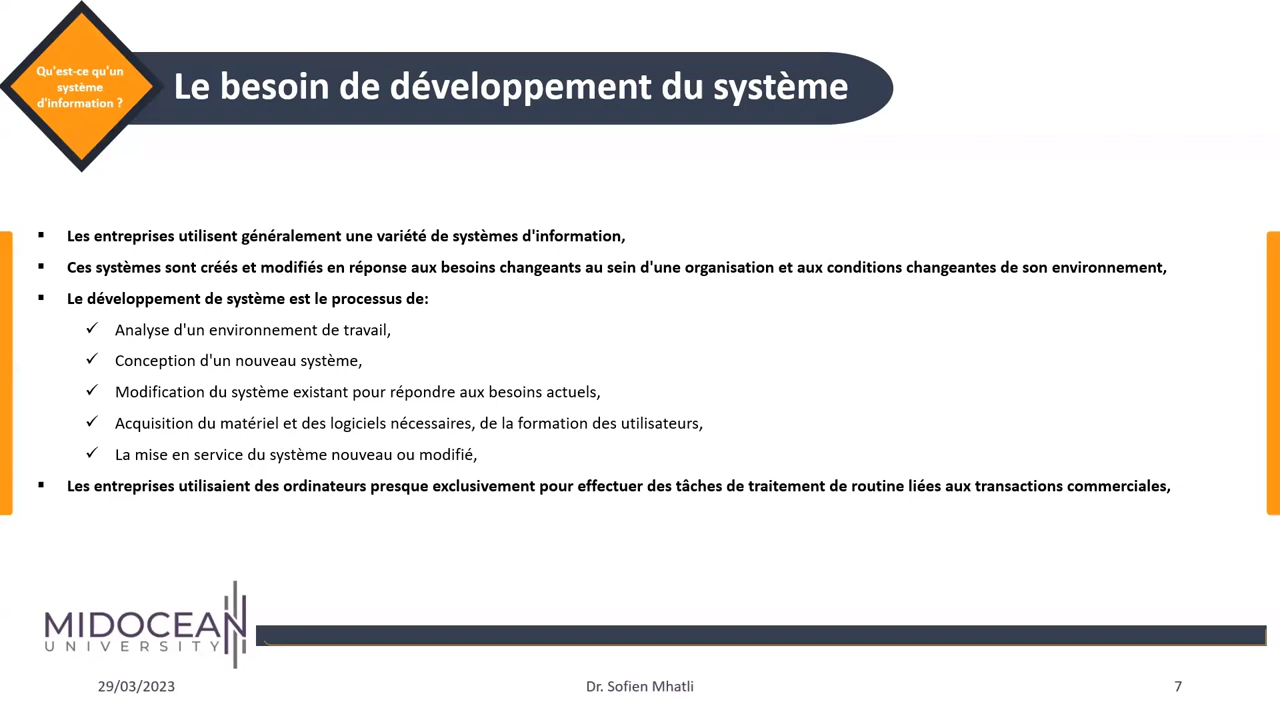 Qu'est-ce qu'un
système
d'information ?
Le besoin de développement du système
▪ Les entreprises utilisent généralement une variété de systèmes d'information,
▪ Ces systèmes sont créés et modifiés en réponse aux besoins changeants au sein d'une organisation et aux conditions changeantes de son environnement,
▪ Le développement de système est le processus de:
✓ Analyse d'un environnement de travail,
✓ Conception d'un nouveau système,
✓ Modification du système existant pour répondre aux besoins actuels,
✓ Acquisition du matériel et des logiciels nécessaires, de la formation des utilisateurs,
✓ La mise en service du système nouveau ou modifié,
▪ Les entreprises utilisaient des ordinateurs presque exclusivement pour effectuer des tâches de traitement de routine liées aux transactions commerciales,
MIDOCEAN
UNIVERSITY
29/03/2023
Dr. Sofien Mhatli
7